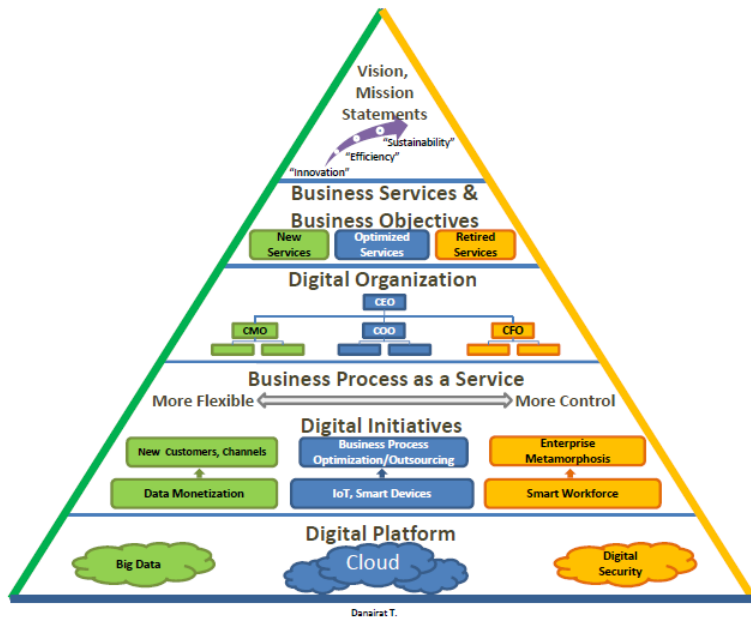 Vision,
Mission
Statements
"Sustainability"
"Efficiency"
"Innovation"
Business Services &
Business Objectives
New
Services
Optimized
Services
Retired
Services
Digital Organization
CEO
CMO
COO
CFO
Business Process as a Service
More Flexible
More Control
Digital Initiatives
New Customers, Channels
Business Process
Optimization/Outsourcing
Enterprise
Metamorphosis
Data Monetization
IoT, Smart Devices
Smart Workforce
Digital Platform
Big Data
Cloud
Digital
Security
Danairat T.